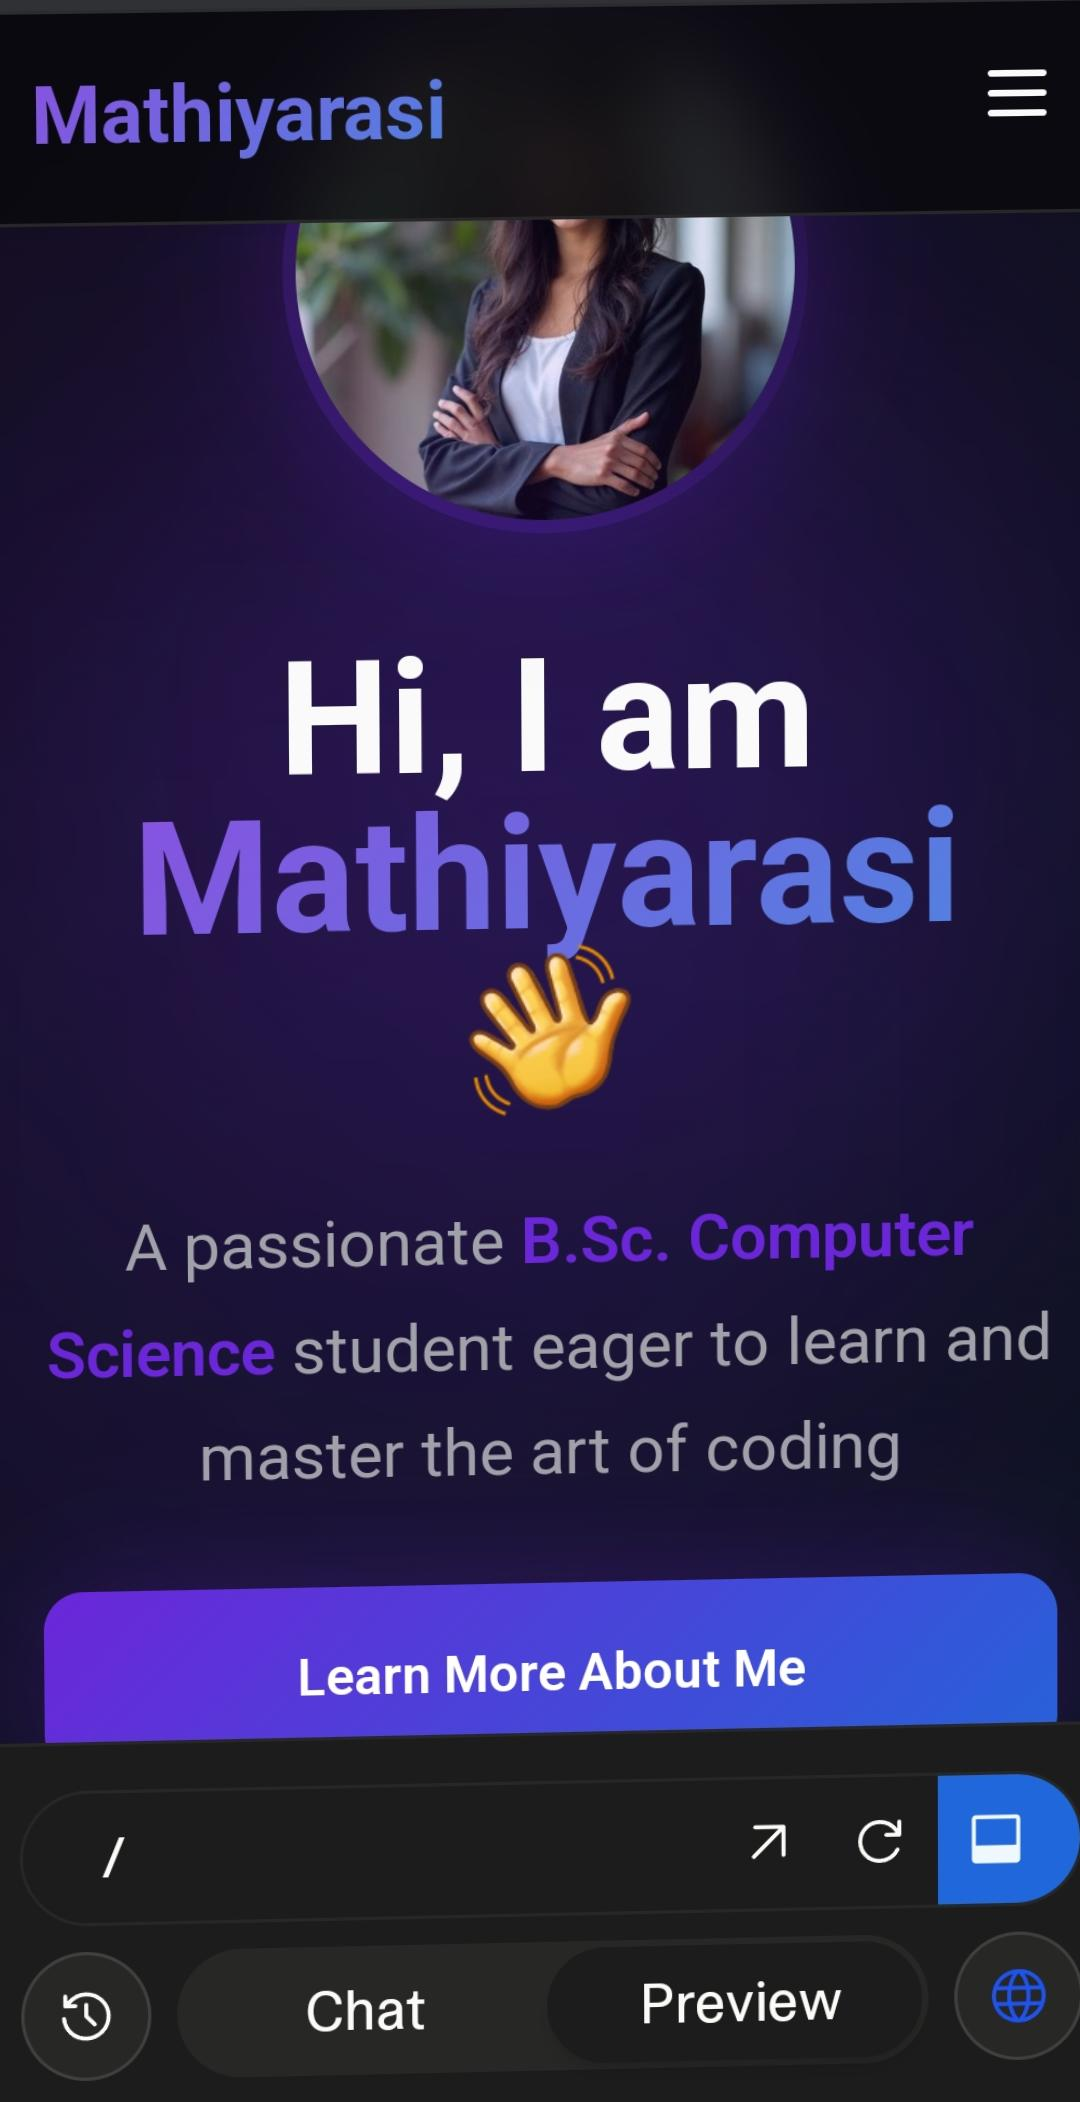 Mathiyarasi
Hi, I am
Mathiyarasi
👋
A passionate B.Sc. Computer
Science student eager to learn and
master the art of coding
Learn More About Me
/
Chat
Preview